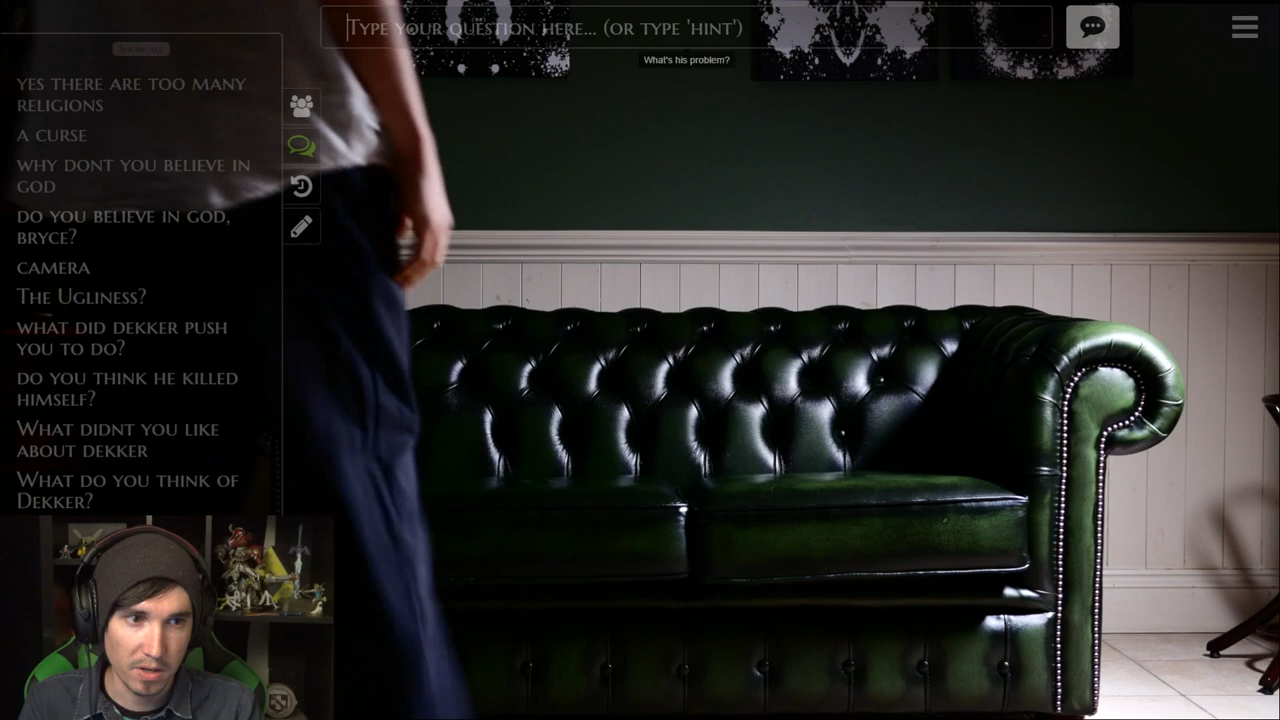 Type your question here... (or type 'hint')
What's his problem?
Show all
yes there are too many
religions
a curse
why dont you believe in
god
do you believe in god,
bryce?
camera
The Ugliness?
what did dekker push
you to do?
do you think he killed
himself?
What didnt you like
about dekker
What do you think of
Dekker?